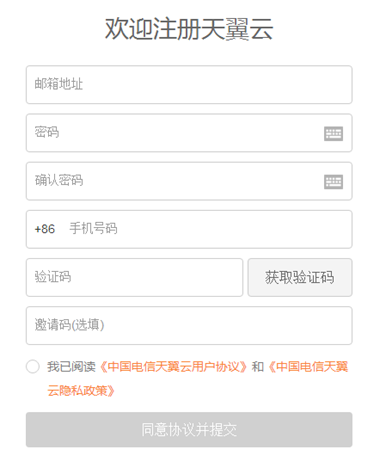 欢迎注册天翼云
邮箱地址
密码
确认密码
+86 手机号码
验证码 获取验证码
邀请码(选填)
我已阅读《中国电信天翼云用户协议》和《中国电信天翼
云隐私政策》
同意协议并提交